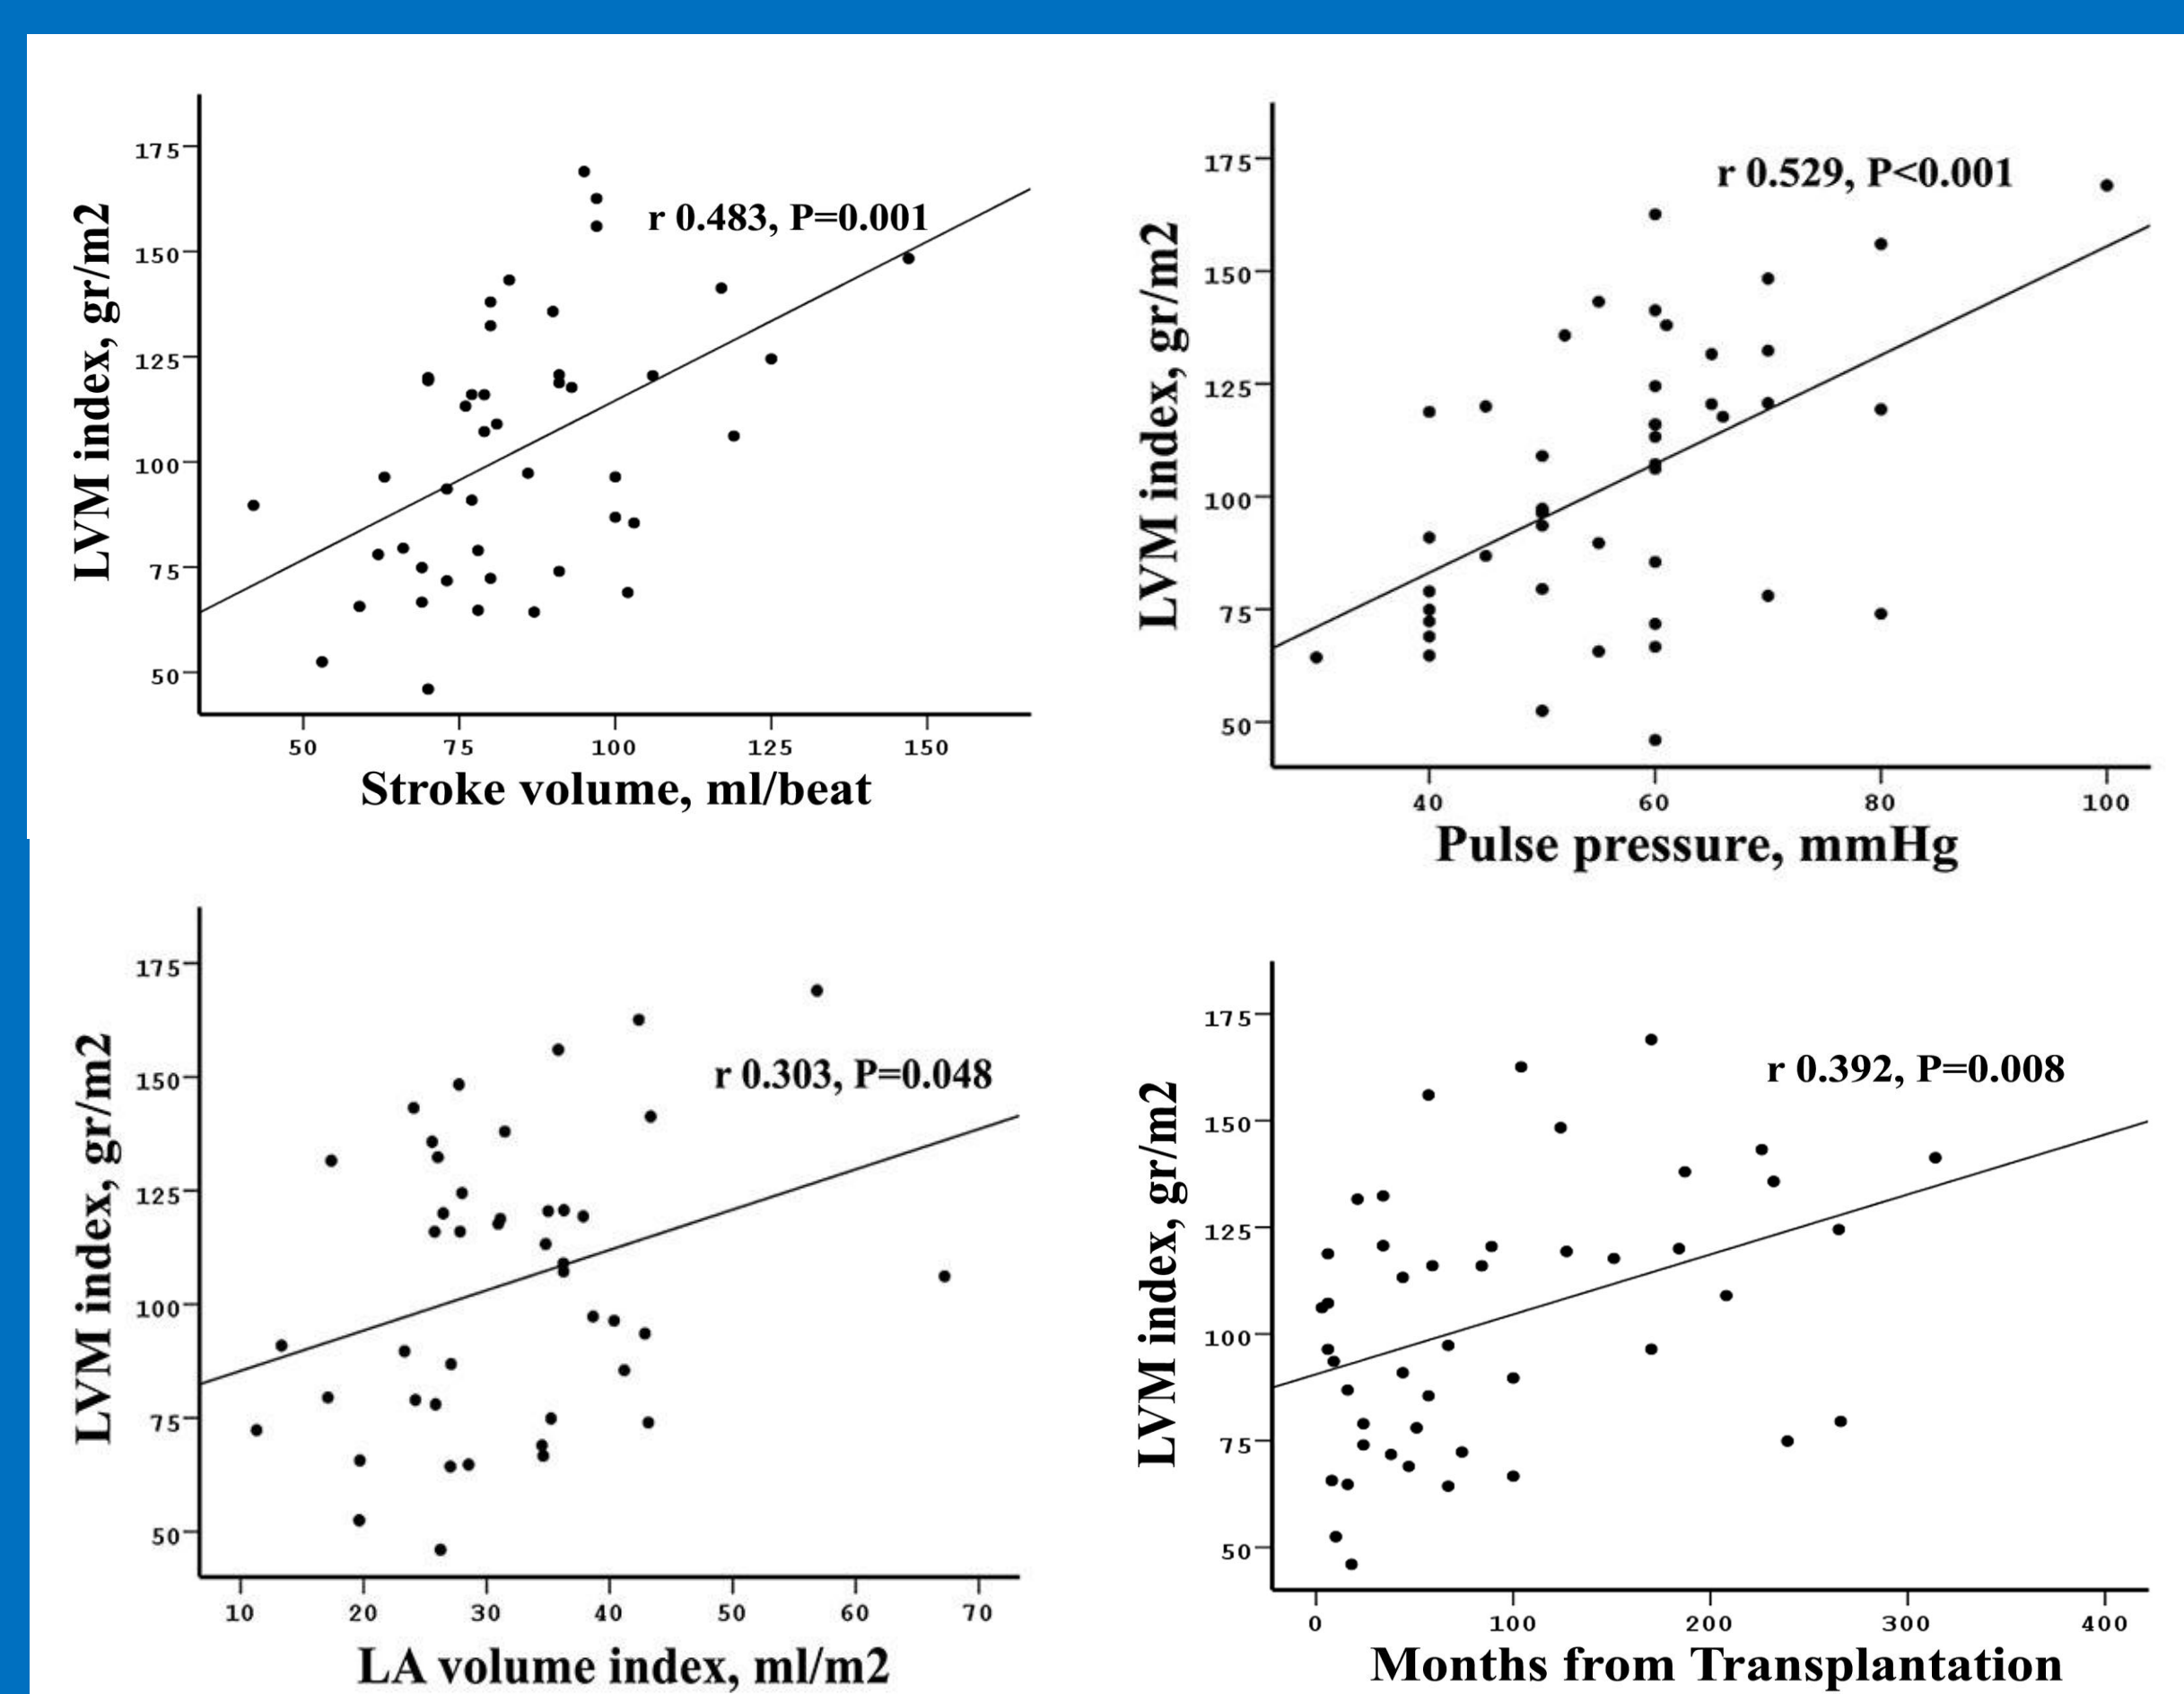 LVM index, gr/m2
175
150
125
100
75
50
r 0.483, P=0.001
50 75 100 125 150
Stroke volume, ml/beat
LVM index, gr/m2
175
150
125
100
75
50
r 0.529, P<0.001
40 60 80 100
Pulse pressure, mmHg
LVM index, gr/m2
175
150
125
100
75
50
r 0.303, P=0.048
10 20 30 40 50 60 70
LA volume index, ml/m2
LVM index, gr/m2
175
150
125
100
75
50
r 0.392, P=0.008
0 100 200 300 400
Months from Transplantation